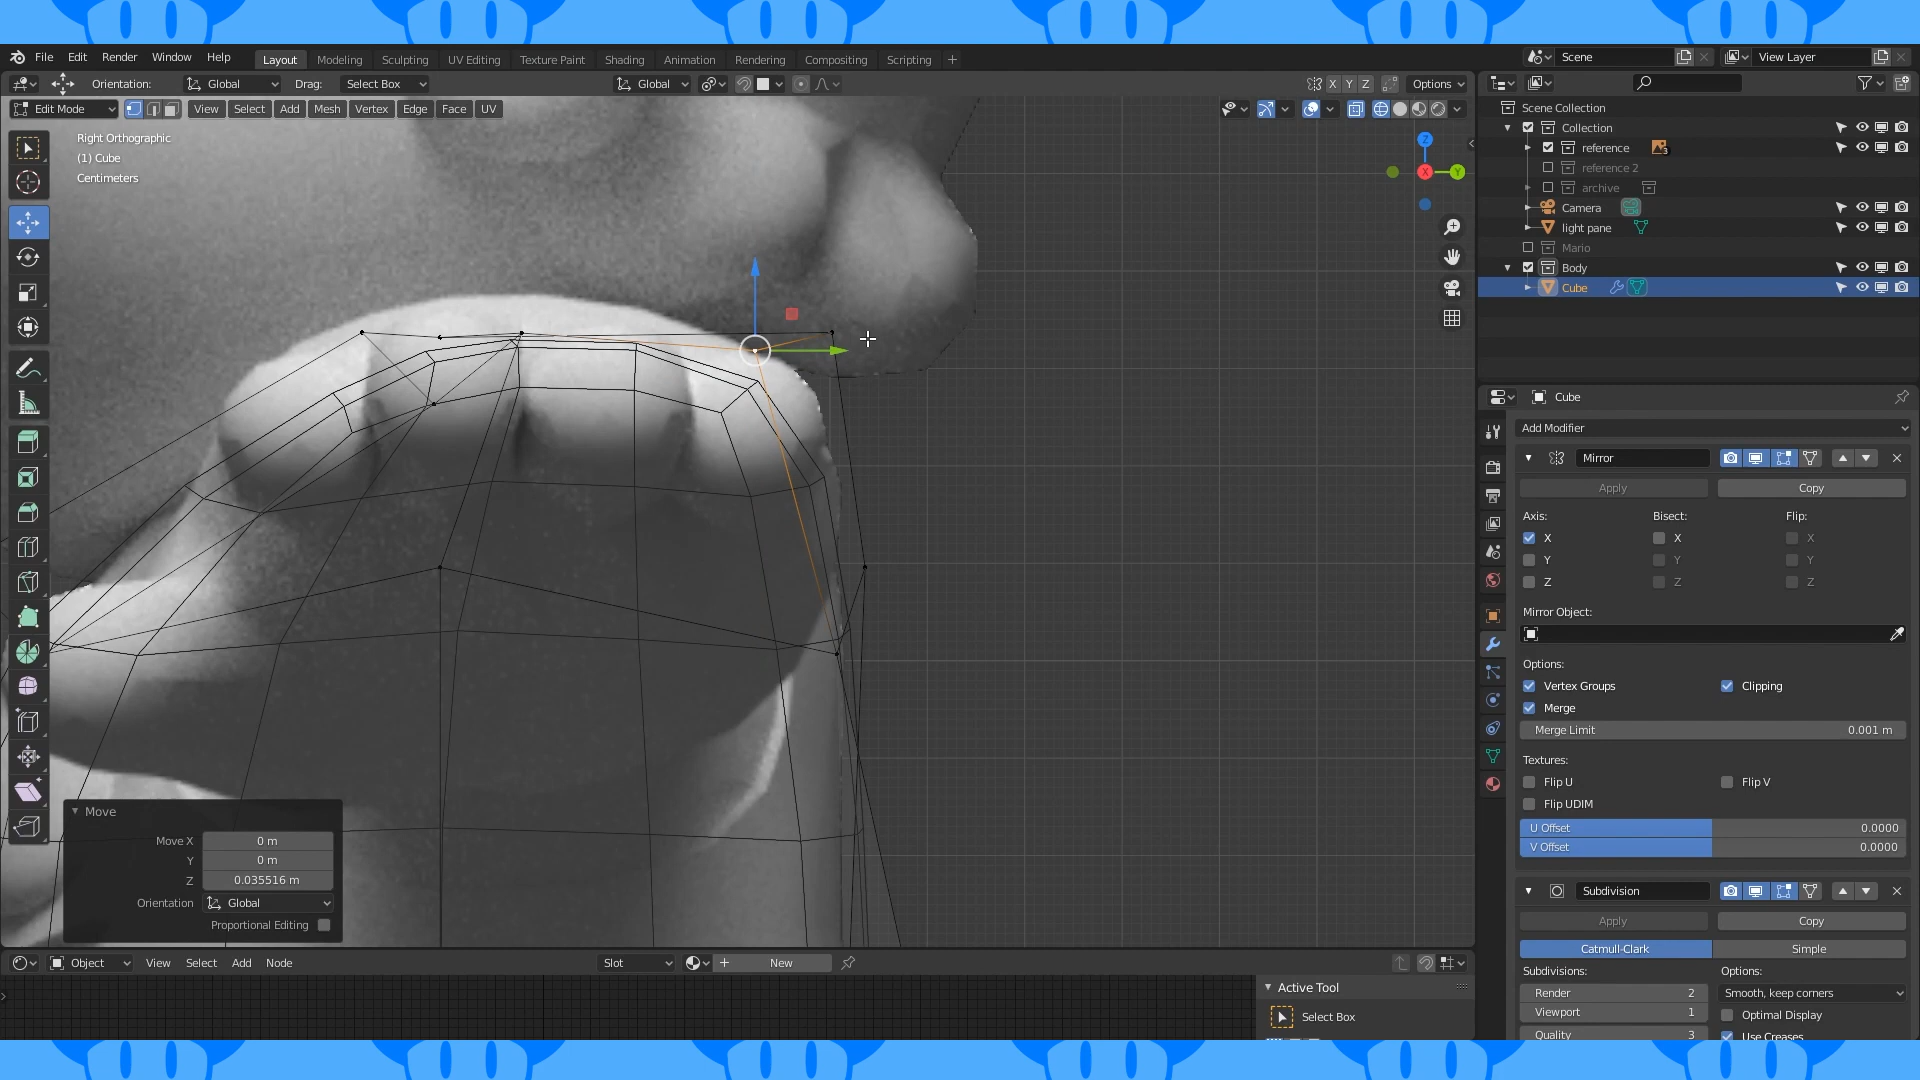 File Edit Render Window Help Layout Modeling Sculpting UV Editing Texture Paint Shading Animation Rendering Compositing Scripting + Scene View Layer
Orientation: Global Drag: Select Box Global X Y Z Options
Edit Mode View Select Add Mesh Vertex Edge Face UV
Right Orthographic
(1) Cube
Centimeters
Z
X Y
Scene Collection
Collection
reference 3
reference 2
archive
Camera
light pane
Mario
Body
Cube
Cube
Add Modifier
Mirror
Apply Copy
Axis: Bisect: Flip:
X X X
Y Y Y
Z Z Z
Mirror Object:
Options:
Vertex Groups Clipping
Merge
Merge Limit 0.001 m
Textures:
Flip U Flip V
Flip UDIM
U Offset 0.0000
V Offset 0.0000
Subdivision
Apply Copy
Catmull-Clark Simple
Subdivisions: Options:
Render 2 Smooth, keep corners
Viewport 1 Optimal Display
Quality 3 Use Creases
Move
Move X 0 m
Y 0 m
Z 0.035516 m
Orientation Global
Proportional Editing
Object View Select Add Node Slot New
Active Tool
Select Box